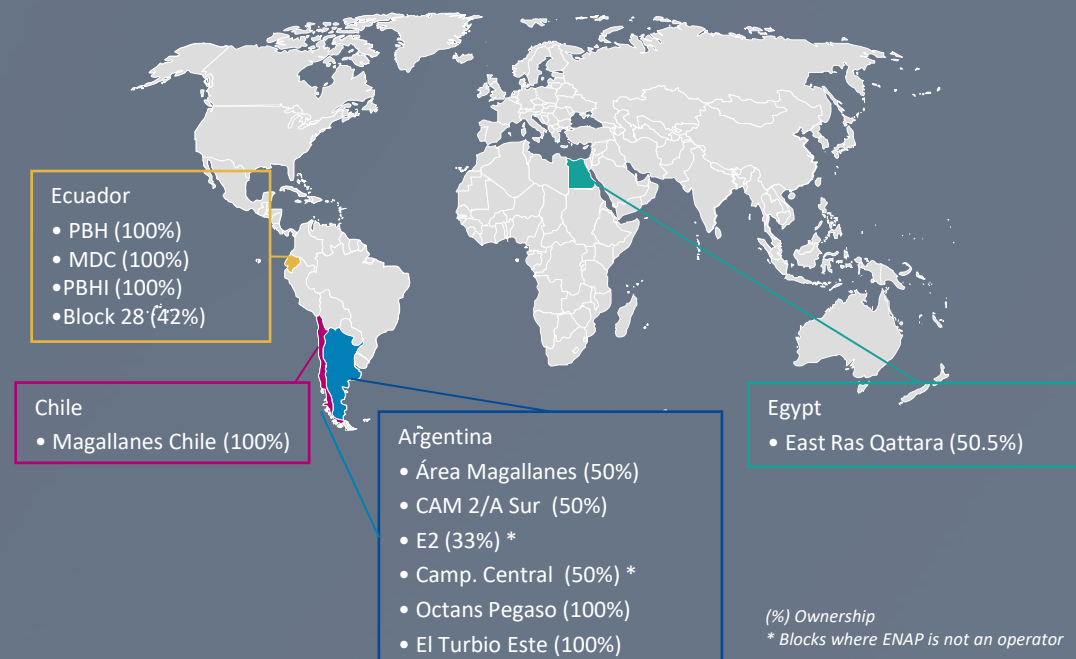 Ecuador
• PBH (100%)
• MDC (100%)
•PBHI (100%)
•Block 28 (42%)
Chile
• Magallanes Chile (100%)
Argentina
• Área Magallanes (50%)
• CAM 2/A Sur (50%)
• E2 (33%) *
• Camp. Central (50%) *
• Octans Pegaso (100%)
• El Turbio Este (100%)
Egypt
• East Ras Qattara (50.5%)
(%) Ownership
* Blocks where ENAP is not an operator